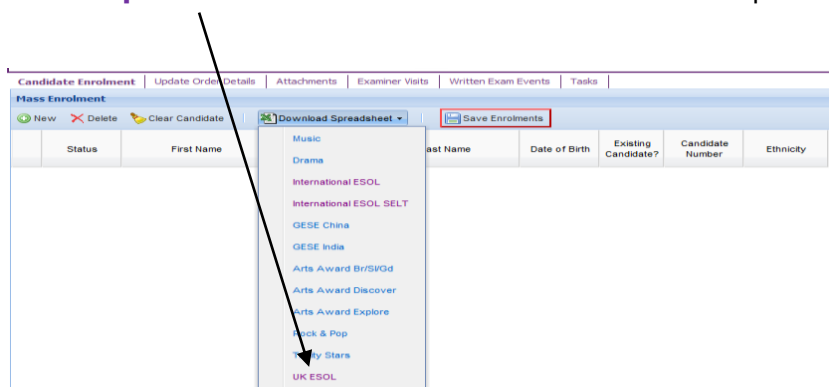 Candidate Enrolment Update Order Details Attachments Examiner Visits Written Exam Events Tasks
Mass Enrolment
New Delete Clear Candidate Download Spreadsheet Save Enrolments
Status First Name ast Name Date of Birth Existing Candidate? Candidate Number Ethnicity
Music
Drama
International ESOL
International ESOL SELT
GESE China
GESE India
Arts Award Br/Sl/Gd
Arts Award Discover
Arts Award Explore
Rock & Pop
Stars
UK ESOL